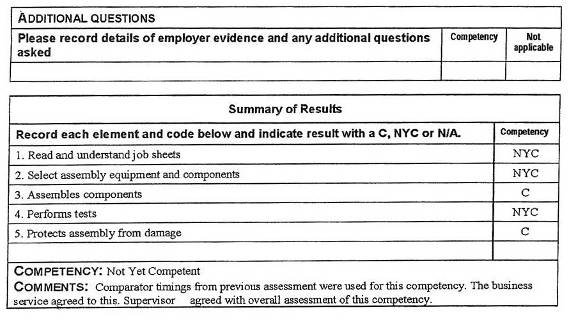 ADDITIONAL QUESTIONS
Please record details of employer evidence and any additional questions asked
Competency
Not applicable
Summary of Results
Record each element and code below and indicate result with a C, NYC or N/A. Competency
1. Read and understand job sheets NYC
2. Select assembly equipment and components NYC
3. Assembles components C
4. Performs tests NYC
5. Protects assembly from damage C
COMPETENCY: Not Yet Competent
COMMENTS: Comparator timings from previous assessment were used for this competency. The business
service agreed to this. Supervisor agreed with overall assessment of this competency.